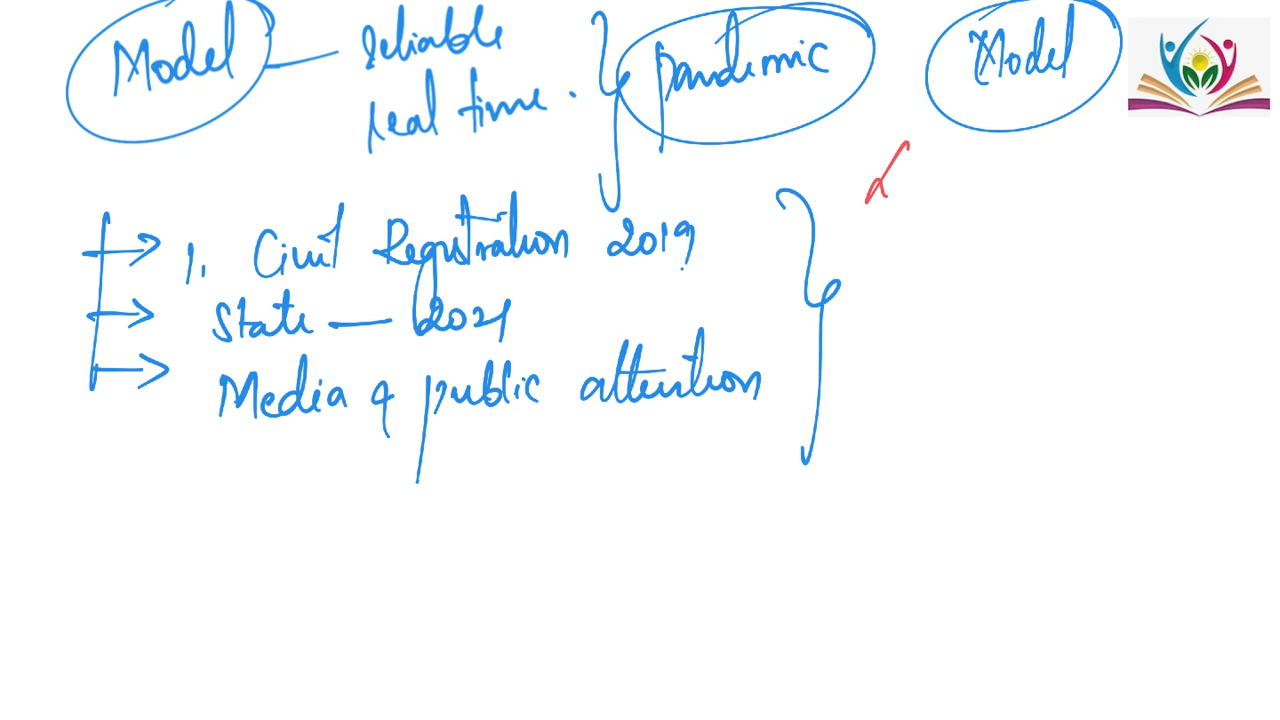 Model — reliable pandemic Model
real time.
1. Civil Registration 2019
State — 2021
Media & public attention